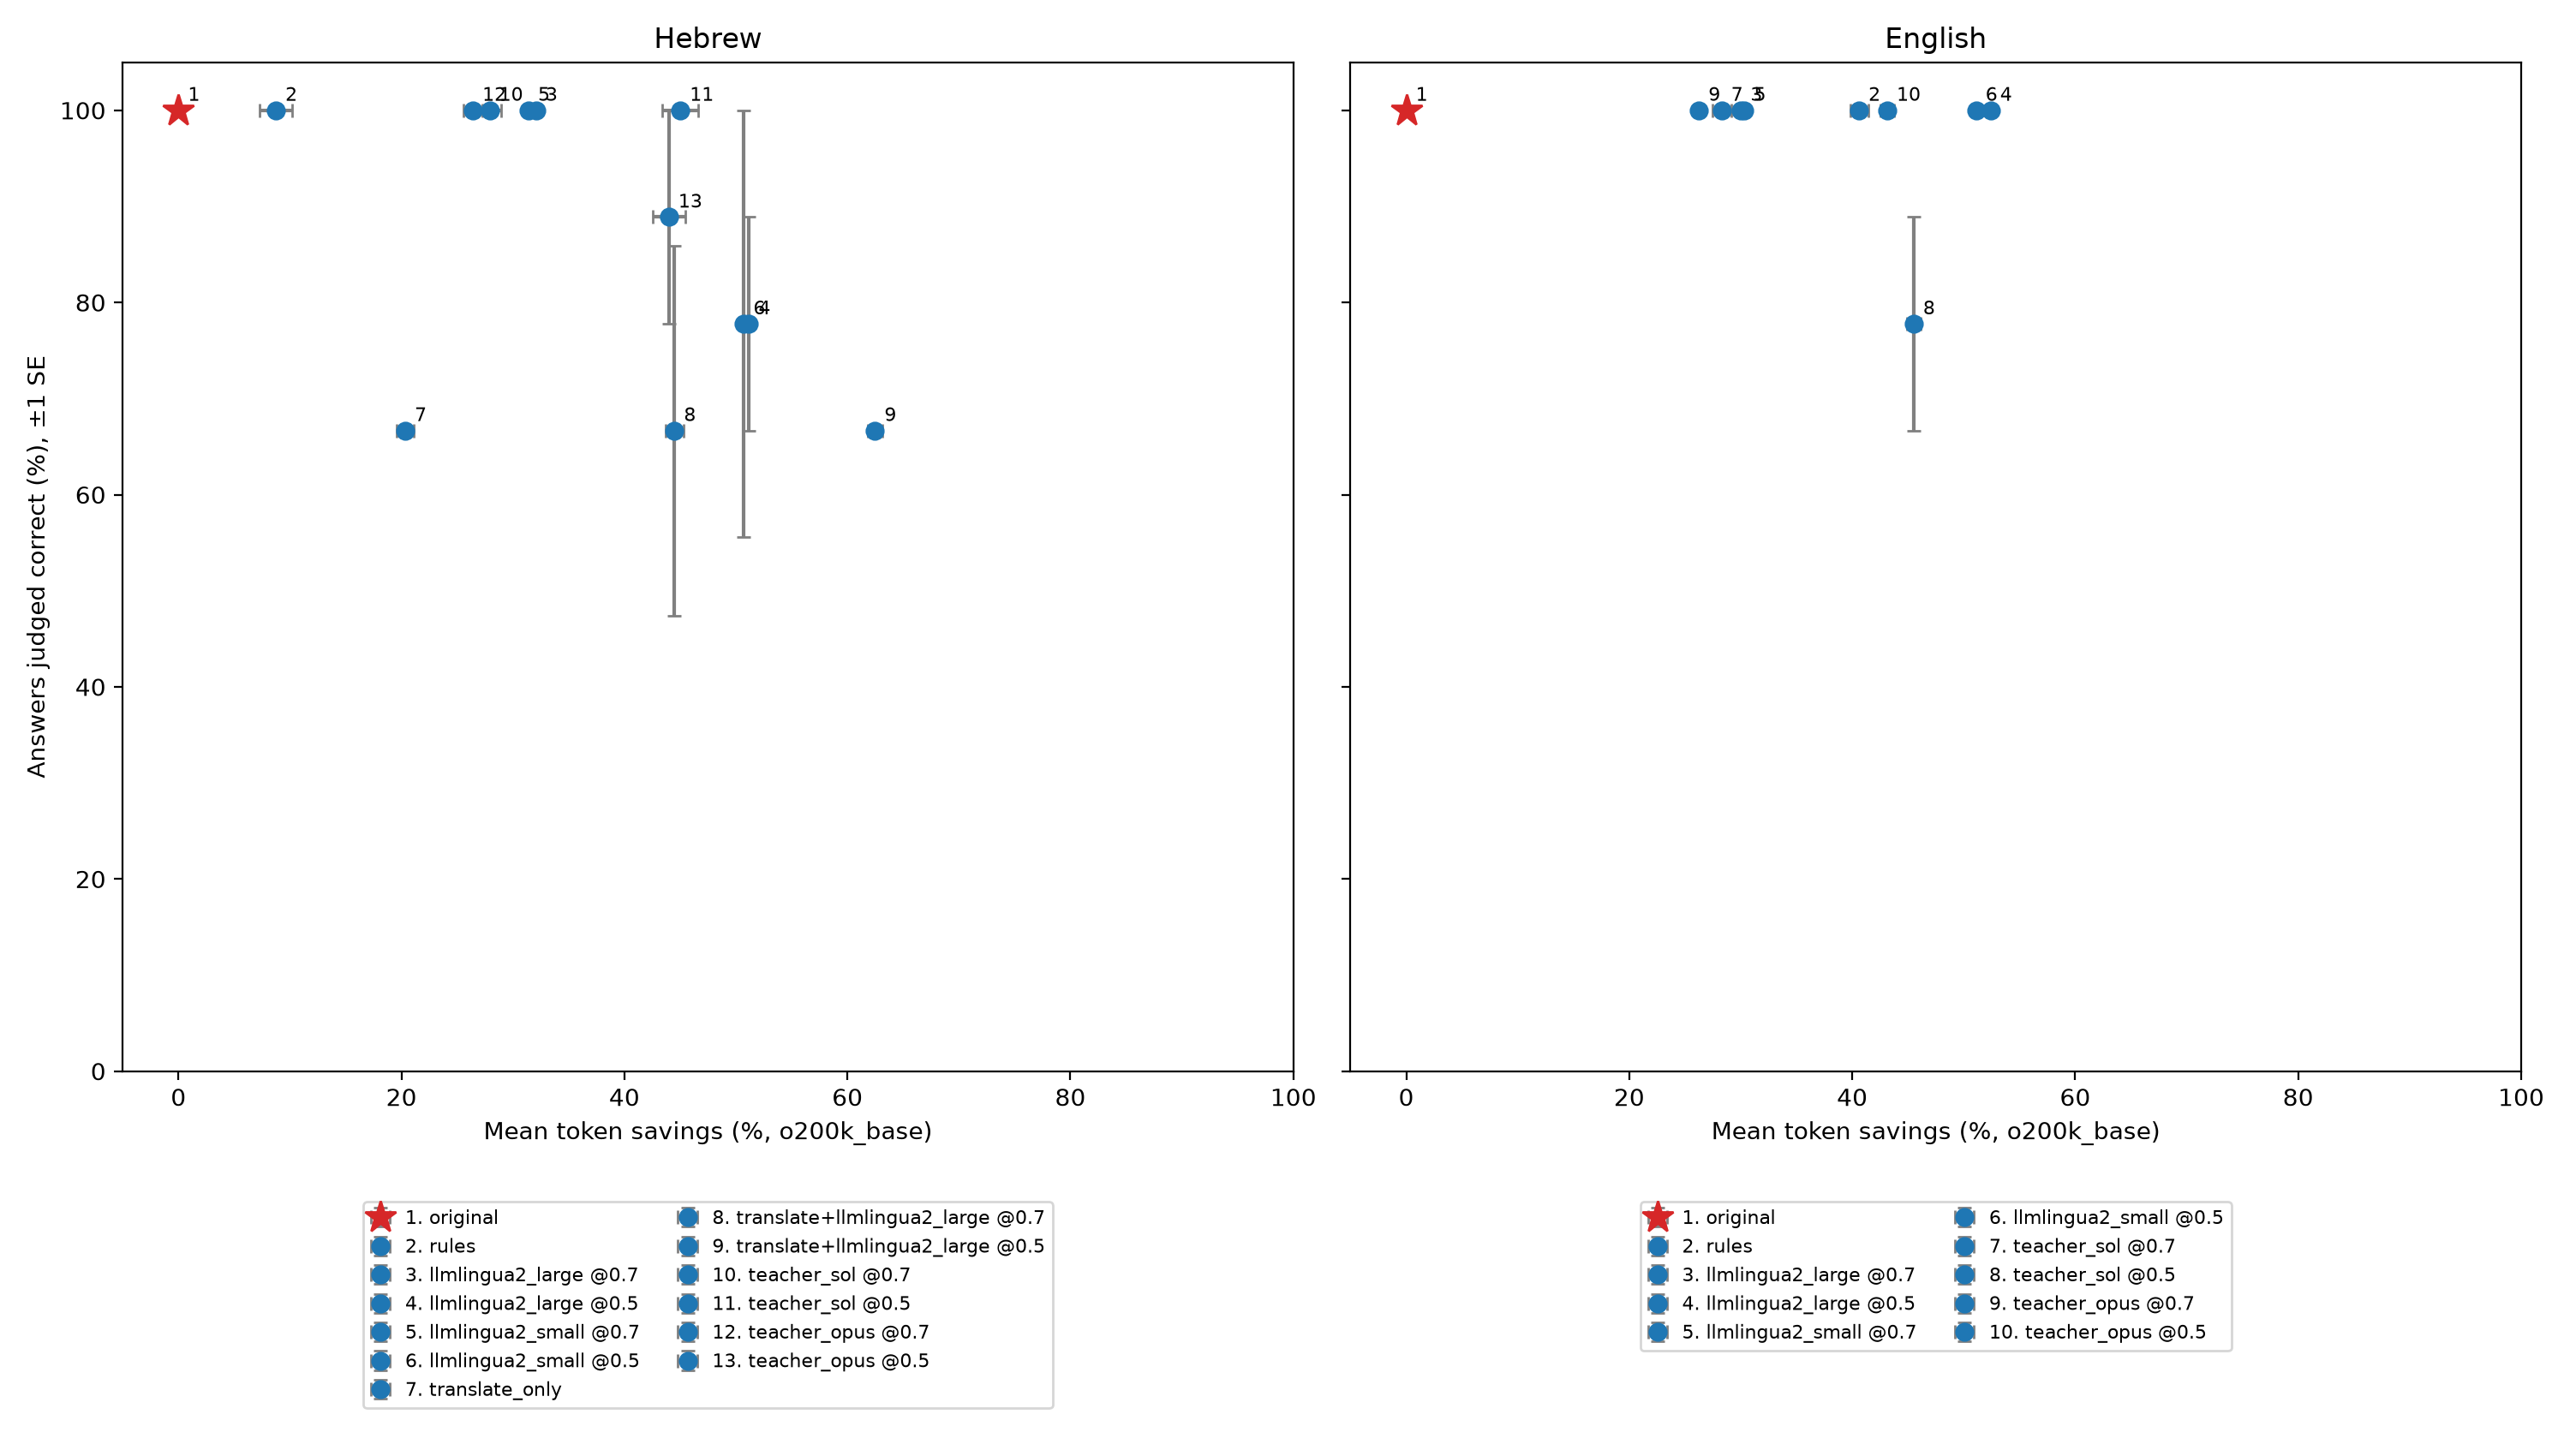 Hebrew
English
Answers judged correct (%), ±1 SE
100
80
60
40
20
0
1
2
12
10
5
3
11
13
6
4
7
8
9
0
20
40
60
80
100
Mean token savings (%, o200k_base)
1
9
7
3
5
2
10
6
4
8
0
20
40
60
80
100
Mean token savings (%, o200k_base)
1. original
2. rules
3. llmlingua2_large @0.7
4. llmlingua2_large @0.5
5. llmlingua2_small @0.7
6. llmlingua2_small @0.5
7. translate_only
8. translate+llmlingua2_large @0.7
9. translate+llmlingua2_large @0.5
10. teacher_sol @0.7
11. teacher_sol @0.5
12. teacher_opus @0.7
13. teacher_opus @0.5
1. original
2. rules
3. llmlingua2_large @0.7
4. llmlingua2_large @0.5
5. llmlingua2_small @0.7
6. llmlingua2_small @0.5
7. teacher_sol @0.7
8. teacher_sol @0.5
9. teacher_opus @0.7
10. teacher_opus @0.5